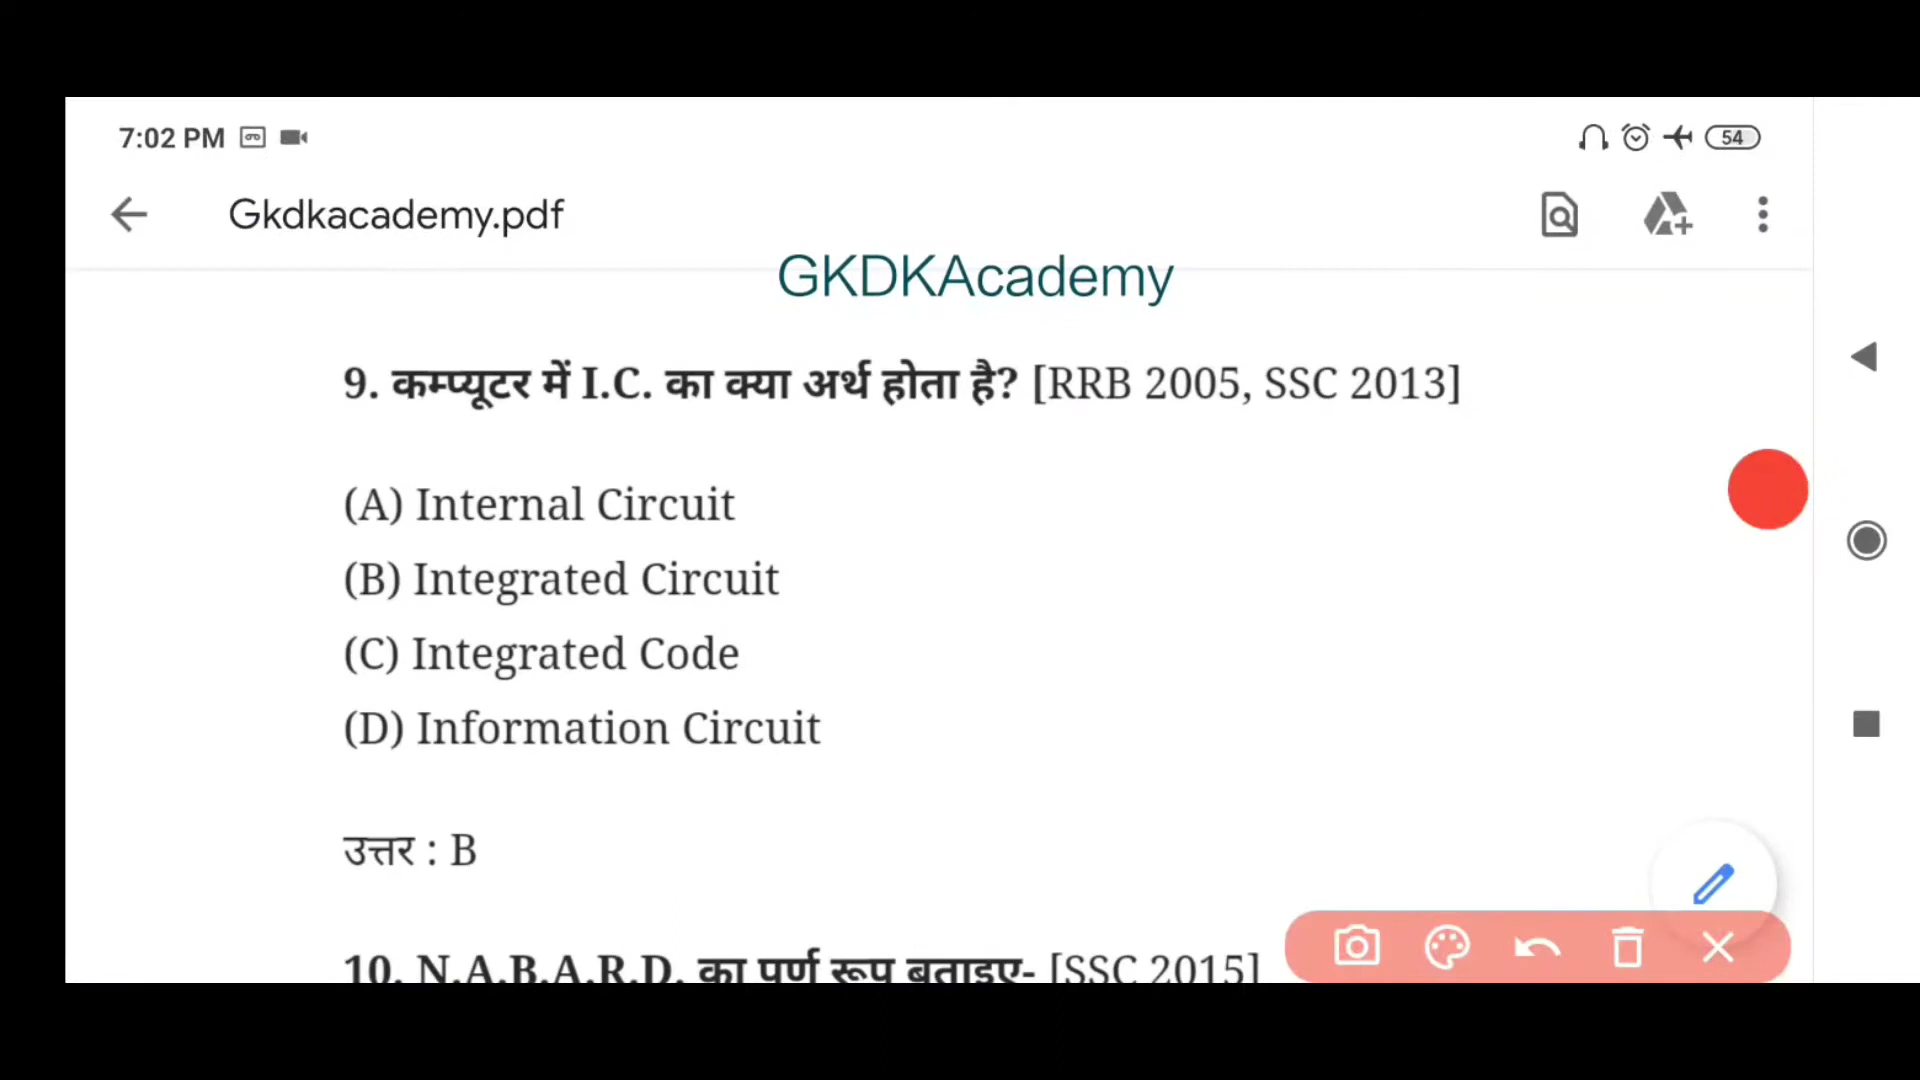 7:02 PM 54
Gkdkacademy.pdf
GKDKAcademy
9. कम्प्यूटर में I.C. का क्या अर्थ होता है? [RRB 2005, SSC 2013]
(A) Internal Circuit
(B) Integrated Circuit
(C) Integrated Code
(D) Information Circuit
उत्तर : B
10. N.A.B.A.R.D. का पूर्ण रूप बताइए- [SSC 2015]